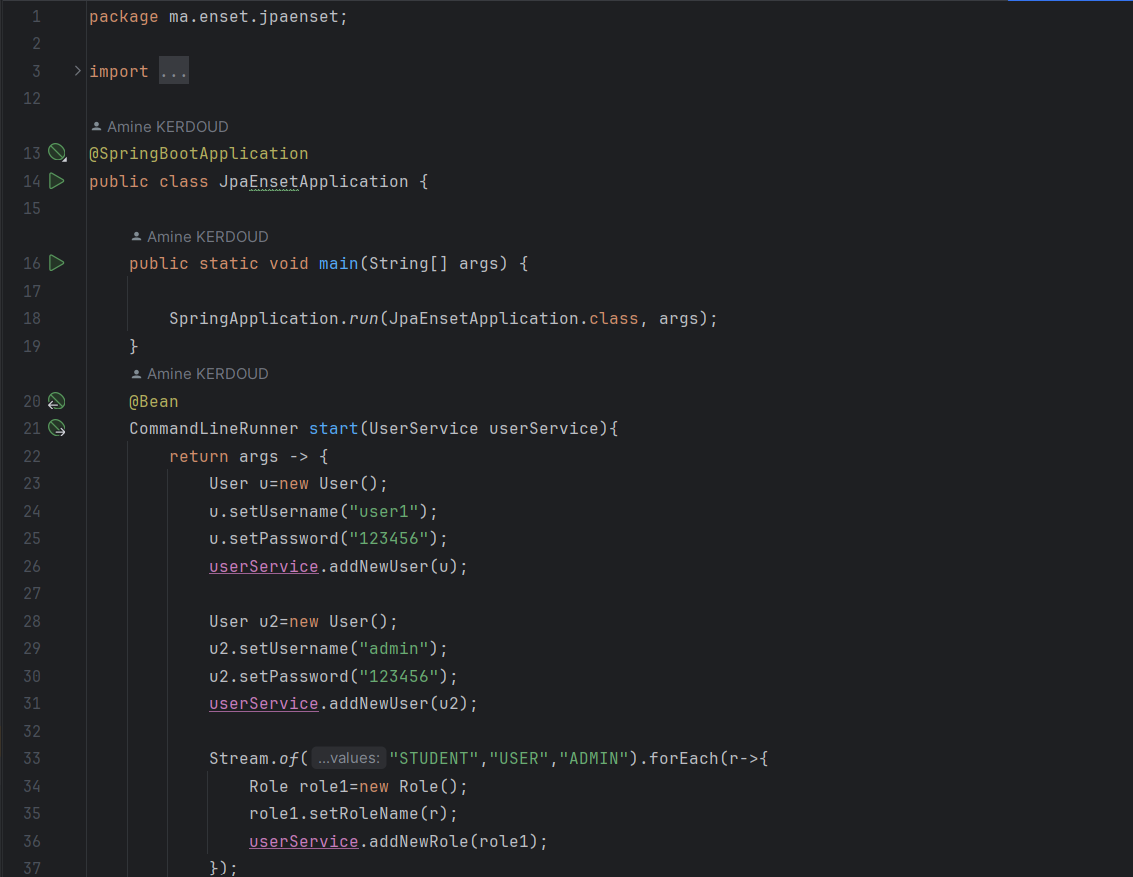 1 package ma.enset.jpaenset;
2
3 import ...
12
Amine KERDOUD
13 @SpringBootApplication
14 public class JpaEnsetApplication {
15
Amine KERDOUD
16 public static void main(String[] args) {
17
18 SpringApplication.run(JpaEnsetApplication.class, args);
19 }
Amine KERDOUD
20 @Bean
21 CommandLineRunner start(UserService userService){
22 return args -> {
23 User u=new User();
24 u.setUsername("user1");
25 u.setPassword("123456");
26 userService.addNewUser(u);
27
28 User u2=new User();
29 u2.setUsername("admin");
30 u2.setPassword("123456");
31 userService.addNewUser(u2);
32
33 Stream.of( ...values: "STUDENT","USER","ADMIN").forEach(r->{
34 Role role1=new Role();
35 role1.setRoleName(r);
36 userService.addNewRole(role1);
37 });